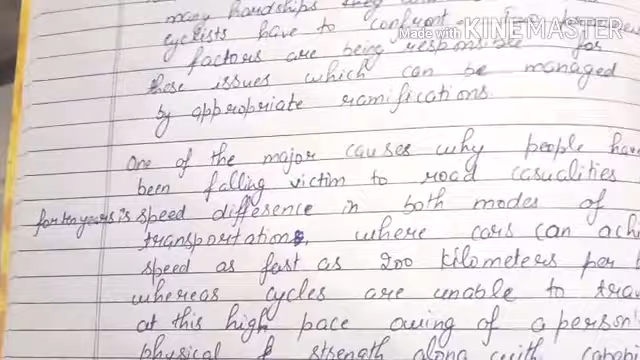 many hardships they
cyclists have to confront
Made with KINEMASTER
factors are being responsible for
these issues which can be managed
by appropriate ramifications.
One of the major causes why people have
been falling victim to road casualities
for ten years is speed difference in both modes of
transportation, where cars can
speed as fast as 200 kilometers per
whereas cycles are unable to
at this high pace owing of a person's
physical & strength along with